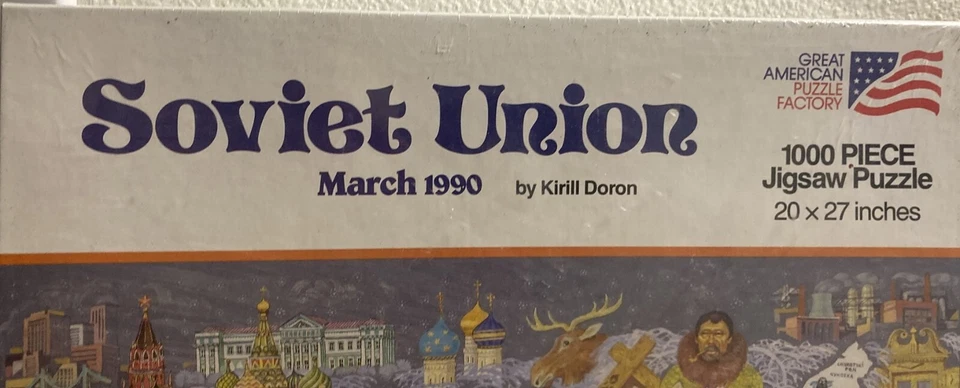 Soviet Union
March 1990 by Kirill Doron
GREAT
AMERICAN
PUZZLE
FACTORY
1000 PIECE
Jigsaw Puzzle
20 x 27 inches